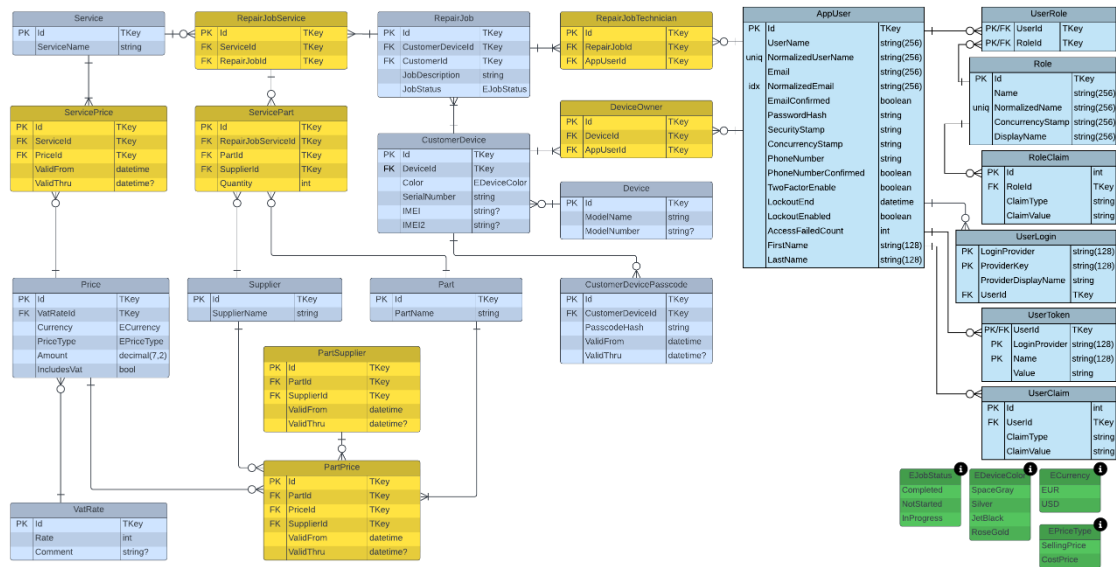 Service
PK Id TKey
ServiceName string
RepairJobService
PK Id TKey
FK ServiceId TKey
FK RepairJobId TKey
RepairJob
PK Id TKey
FK CustomerDeviceId TKey
FK CustomerId TKey
JobDescription string
JobStatus EJobStatus
RepairJobTechnician
PK Id TKey
FK RepairJobId TKey
FK AppUserId TKey
AppUser
PK Id TKey
UserName string(256)
uniq NormalizedUserName string(256)
Email string(256)
idx NormalizedEmail string(256)
EmailConfirmed boolean
PasswordHash string
SecurityStamp string
ConcurrencyStamp string
PhoneNumber string
PhoneNumberConfirmed boolean
TwoFactorEnable boolean
LockoutEnd datetime
LockoutEnabled boolean
AccessFailedCount int
FirstName string(128)
LastName string(128)
UserRole
PK/FK UserId TKey
PK/FK RoleId TKey
Role
PK Id TKey
Name string(256)
uniq NormalizedName string(256)
ConcurrencyStamp string(256)
DisplayName string(256)
ServicePrice
PK Id TKey
FK ServiceId TKey
FK PriceId TKey
ValidFrom datetime
ValidThru datetime?
ServicePart
PK Id TKey
FK RepairJobServiceId TKey
FK PartId TKey
FK SupplierId TKey
Quantity int
CustomerDevice
PK Id TKey
FK DeviceId TKey
Color EDeviceColor
SerialNumber string
IMEI string?
IMEI2 string?
DeviceOwner
PK Id TKey
FK DeviceId TKey
FK AppUserId TKey
Device
PK Id TKey
ModelName string
ModelNumber string?
RoleClaim
PK Id int
FK RoleId TKey
ClaimType string
ClaimValue string
UserLogin
PK LoginProvider string(128)
PK ProviderKey string(128)
ProviderDisplayName string
FK UserId TKey
Price
PK Id TKey
FK VatRateId TKey
Currency ECurrency
PriceType EPriceType
Amount decimal(7,2)
IncludesVat bool
Supplier
PK Id TKey
SupplierName string
Part
PK Id TKey
PartName string
CustomerDevicePasscode
PK Id TKey
FK CustomerDeviceId TKey
PasscodeHash string
ValidFrom datetime
ValidThru datetime?
UserToken
PK/FK UserId TKey
PK LoginProvider string(128)
PK Name string(128)
Value string
PartSupplier
PK Id TKey
FK PartId TKey
FK SupplierId TKey
ValidFrom datetime
ValidThru datetime?
UserClaim
PK Id int
FK UserId TKey
ClaimType string
ClaimValue string
PartPrice
PK Id TKey
FK PartId TKey
FK PriceId TKey
FK SupplierId TKey
ValidFrom datetime
ValidThru datetime?
VatRate
PK Id TKey
Rate int
Comment string?
EJobStatus
Completed
NotStarted
InProgress
EDeviceColor
SpaceGray
Silver
JetBlack
RoseGold
ECurrency
EUR
USD
EPriceType
SellingPrice
CostPrice